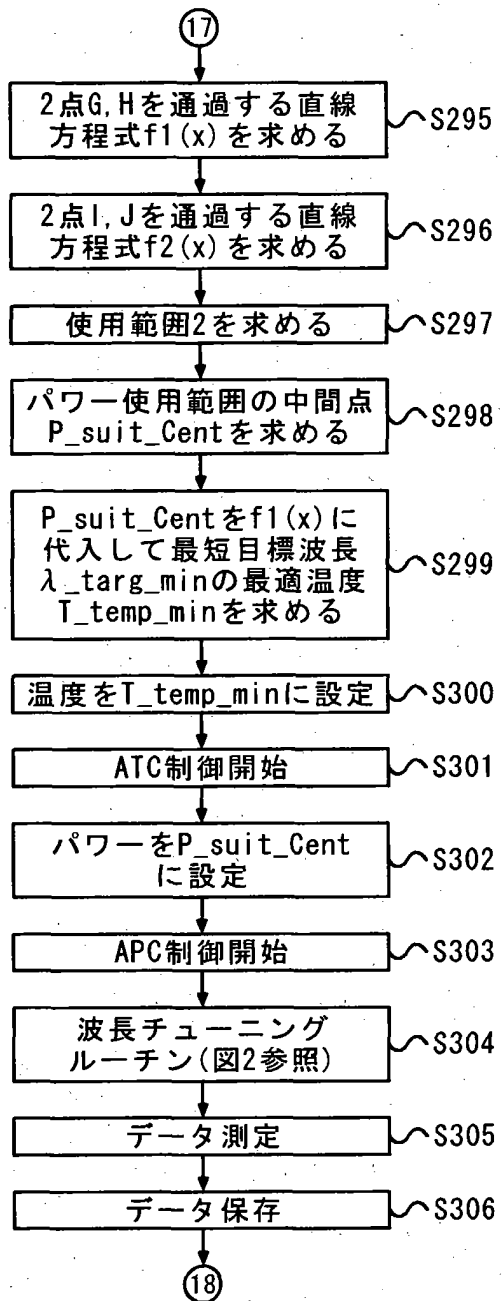 17
2点G,Hを通過する直線
方程式f1(x)を求める
S295
2点I,Jを通過する直線
方程式f2(x)を求める
S296
使用範囲2を求める
S297
パワー使用範囲の中間点
P_suit_Centを求める
S298
P_suit_Centをf1(x)に
代入して最短目標波長
λ_targ_minの最適温度
T_temp_minを求める
S299
温度をT_temp_minに設定
S300
ATC制御開始
S301
パワーをP_suit_Cent
に設定
S302
APC制御開始
S303
波長チューニング
ルーチン(図2参照)
S304
データ測定
S305
データ保存
S306
18